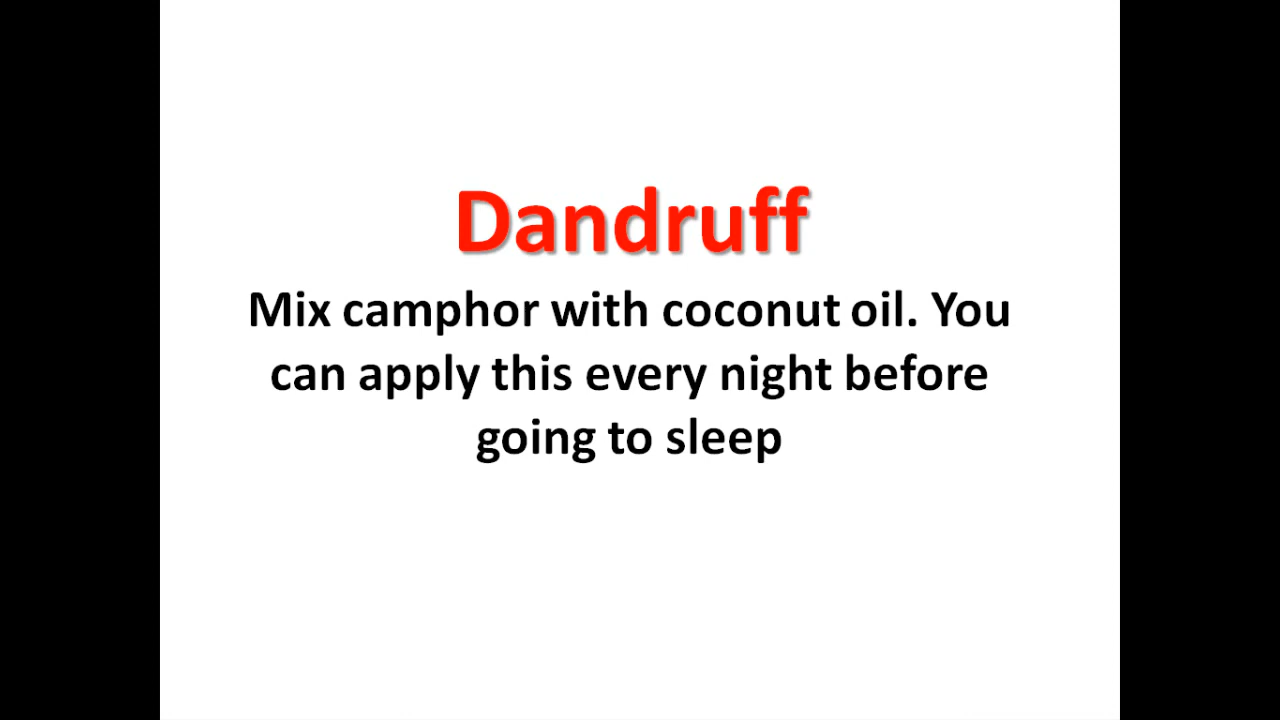 Dandruff
Mix camphor with coconut oil. You
can apply this every night before
going to sleep